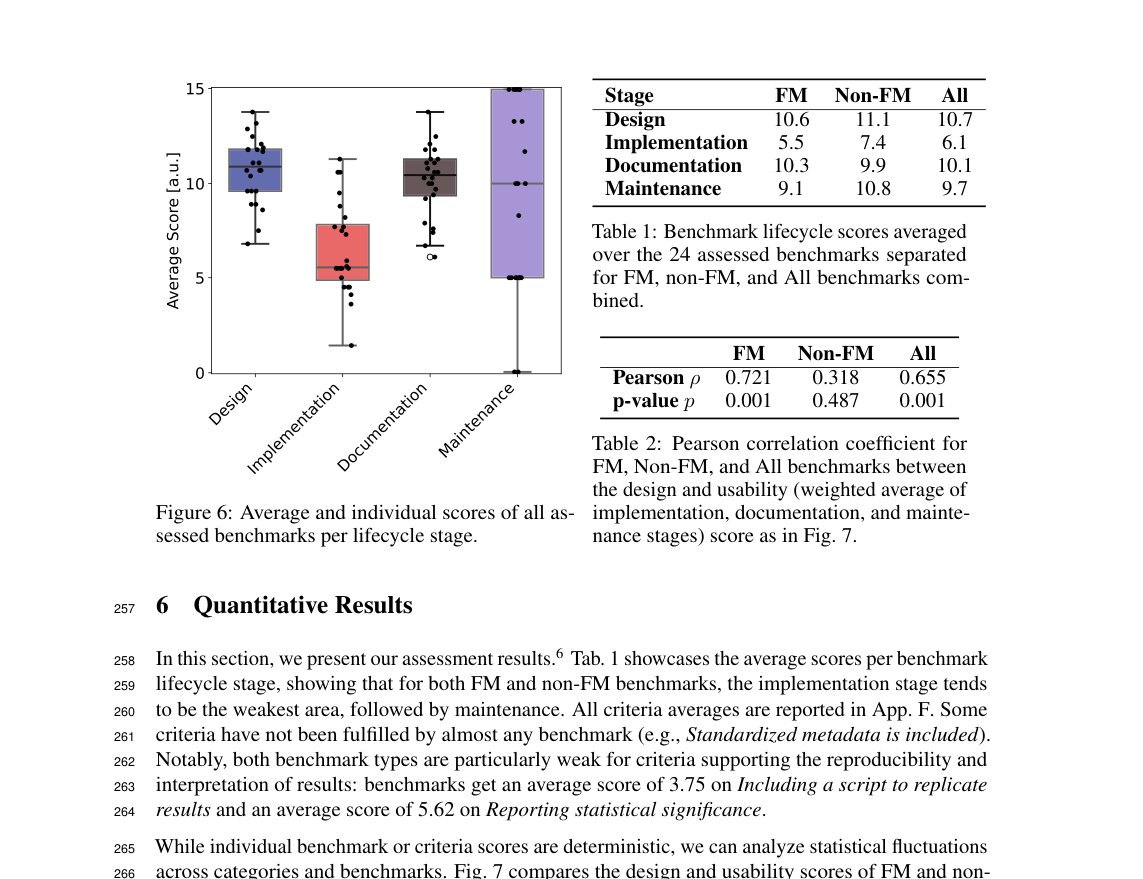 15
10
5
0
Average Score [a.u.]
Design
Implementation
Documentation
Maintenance
Figure 6: Average and individual scores of all as-
sessed benchmarks per lifecycle stage.
Stage FM Non-FM All
Design 10.6 11.1 10.7
Implementation 5.5 7.4 6.1
Documentation 10.3 9.9 10.1
Maintenance 9.1 10.8 9.7
Table 1: Benchmark lifecycle scores averaged
over the 24 assessed benchmarks separated
for FM, non-FM, and All benchmarks com-
bined.
FM Non-FM All
Pearson ρ 0.721 0.318 0.655
p-value p 0.001 0.487 0.001
Table 2: Pearson correlation coefficient for
FM, Non-FM, and All benchmarks between
the design and usability (weighted average of
implementation, documentation, and mainte-
nance stages) score as in Fig. 7.
257 6 Quantitative Results
258 In this section, we present our assessment results.6 Tab. 1 showcases the average scores per benchmark
259 lifecycle stage, showing that for both FM and non-FM benchmarks, the implementation stage tends
260 to be the weakest area, followed by maintenance. All criteria averages are reported in App. F. Some
261 criteria have not been fulfilled by almost any benchmark (e.g., Standardized metadata is included).
262 Notably, both benchmark types are particularly weak for criteria supporting the reproducibility and
263 interpretation of results: benchmarks get an average score of 3.75 on Including a script to replicate
264 results and an average score of 5.62 on Reporting statistical significance.
265 While individual benchmark or criteria scores are deterministic, we can analyze statistical fluctuations
266 across categories and benchmarks. Fig. 7 compares the design and usability scores of FM and non-